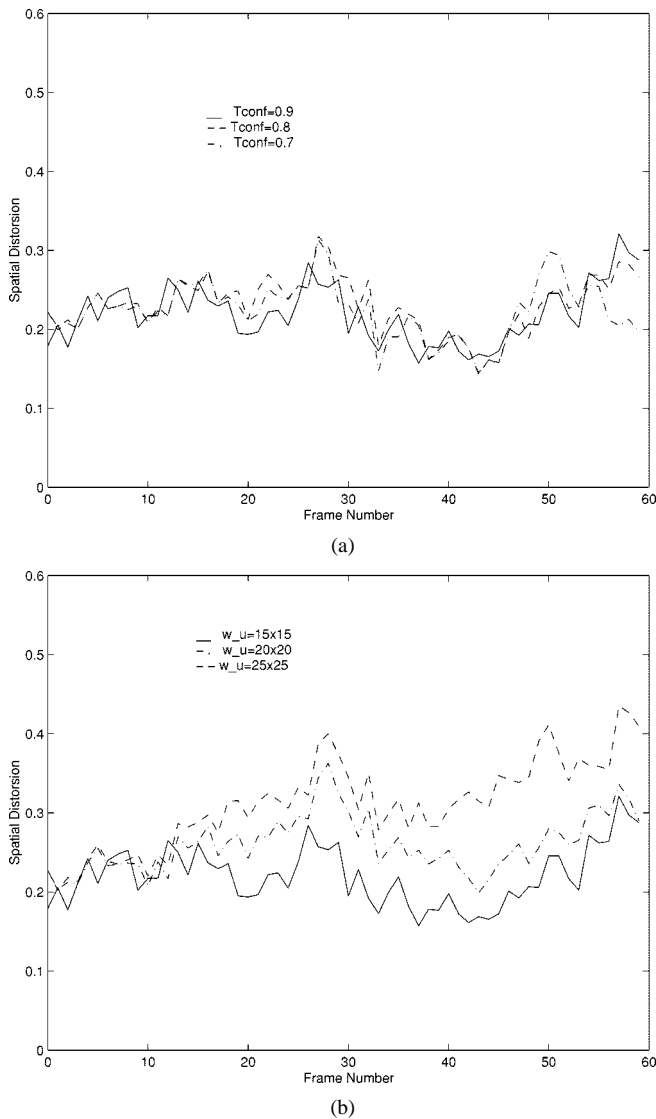 0.6
0.5
0.4
0.3
0.2
0.1
0
Spatial Distorsion
Tconf=0.9
Tconf=0.8
Tconf=0.7
0 10 20 30 40 50 60
Frame Number
(a)
0.6
0.5
0.4
0.3
0.2
0.1
0
Spatial Distorsion
w_u=15x15
w_u=20x20
w_u=25x25
0 10 20 30 40 50 60
Frame Number
(b)